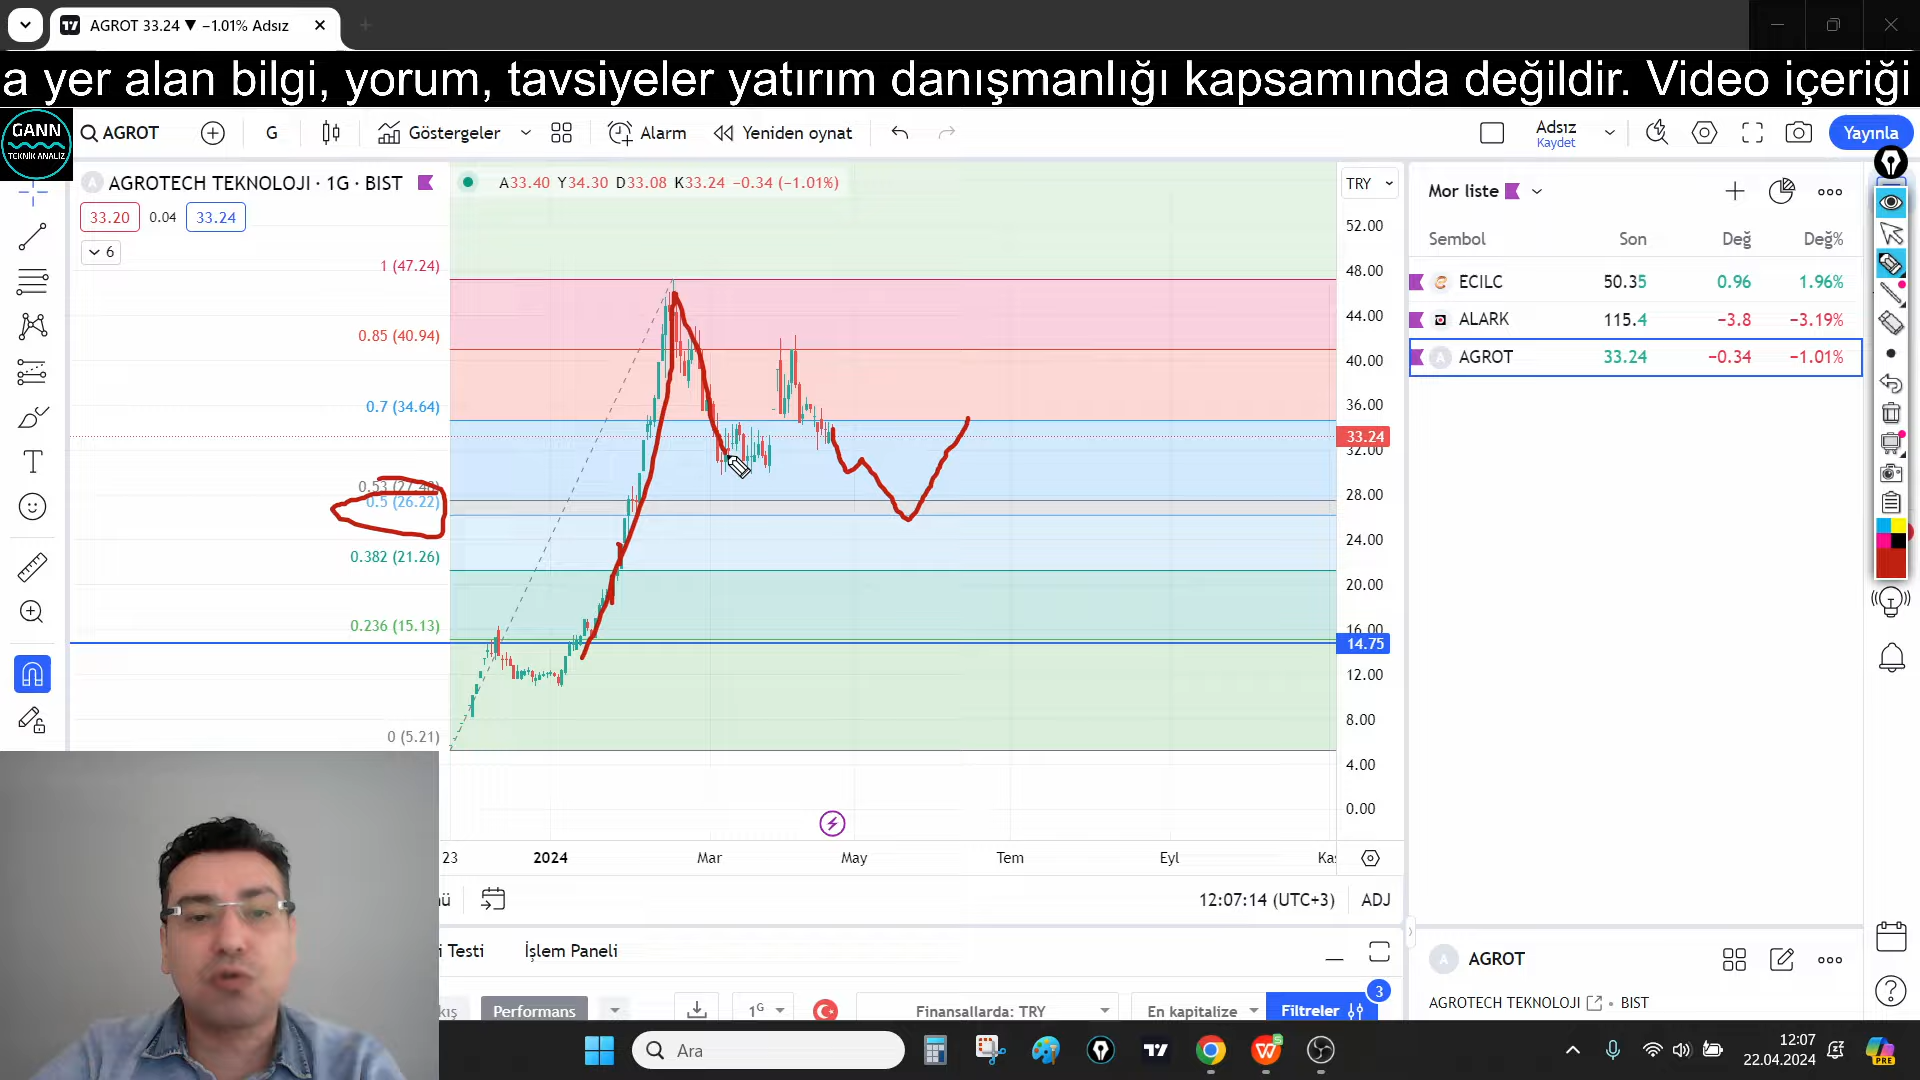 AGROT 33.24 ▼ −1.01% Adsız
a yer alan bilgi, yorum, tavsiyeler yatırım danışmanlığı kapsamında değildir. Video içeriği
GANN
TEKNİK ANALİZ
AGROT
G
Göstergeler
Alarm
Yeniden oynat
Adsız
Kaydet
Yayınla
AGROTECH TEKNOLOJI · 1G · BIST
A33.40 Y34.30 D33.08 K33.24 −0.34 (−1.01%)
33.20 0.04 33.24
6
TRY
52.00
48.00
44.00
40.00
36.00
33.24
32.00
28.00
24.00
20.00
16.00
14.75
12.00
8.00
4.00
0.00
1 (47.24)
0.85 (40.94)
0.7 (34.64)
0.5 (26.22)
0.382 (21.26)
0.236 (15.13)
0 (5.21)
23 2024 Mar May Tem Eyl
12:07:14 (UTC+3) ADJ
i Testi İşlem Paneli
Performans
1G
Finansallarda: TRY
En kapitalize
Filtreler
3
Mor liste
Sembol Son Değ Değ%
ECILC 50.35 0.96 1.96%
ALARK 115.4 −3.8 −3.19%
AGROT 33.24 −0.34 −1.01%
AGROT
AGROTECH TEKNOLOJI • BIST
Ara
12:07
22.04.2024
PRE